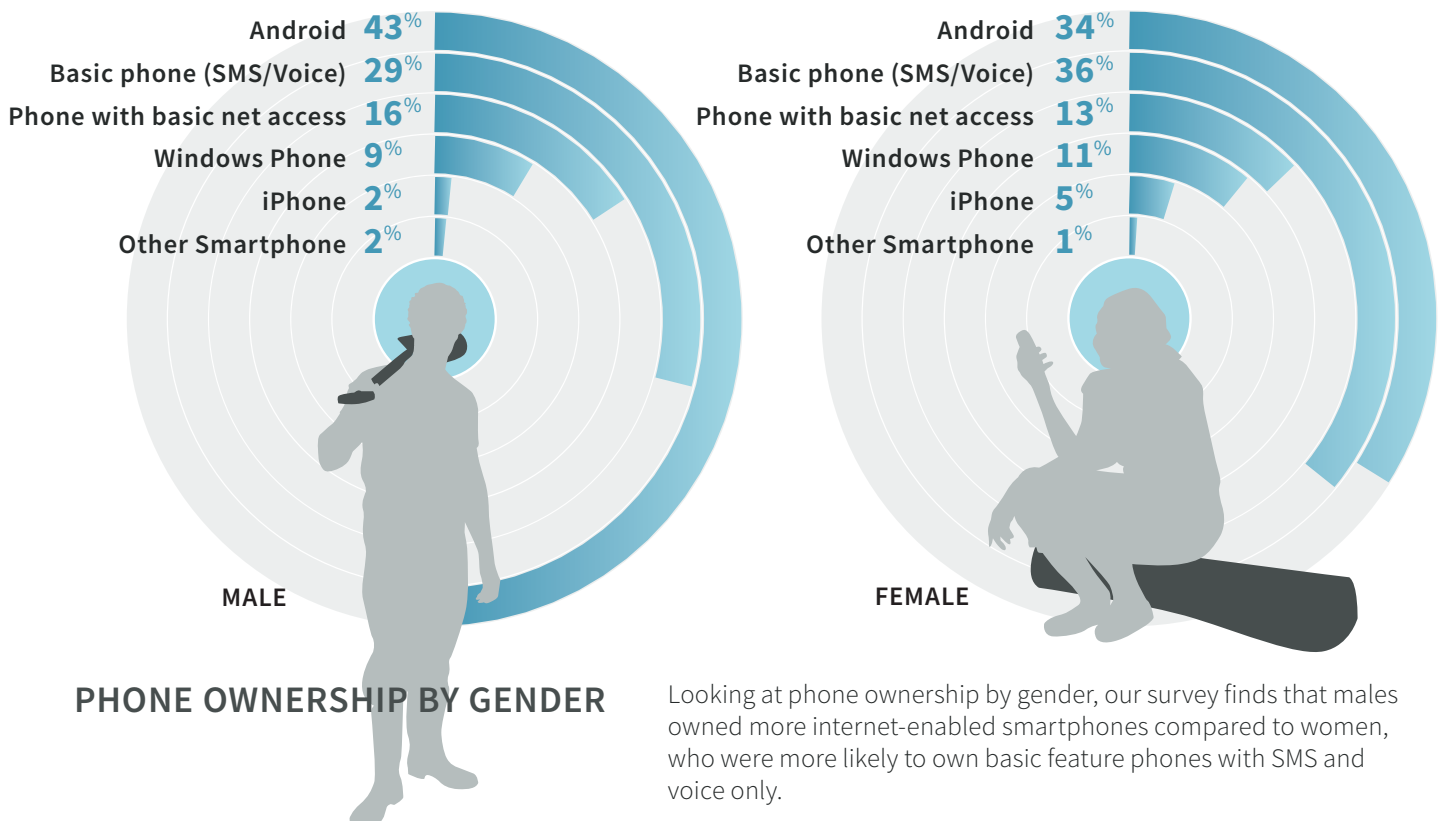 Android 43%
Basic phone (SMS/Voice) 29%
Phone with basic net access 16%
Windows Phone 9%
iPhone 2%
Other Smartphone 2%
MALE
Android 34%
Basic phone (SMS/Voice) 36%
Phone with basic net access 13%
Windows Phone 11%
iPhone 5%
Other Smartphone 1%
FEMALE
PHONE OWNERSHIP BY GENDER
Looking at phone ownership by gender, our survey finds that males
owned more internet-enabled smartphones compared to women,
who were more likely to own basic feature phones with SMS and
voice only.